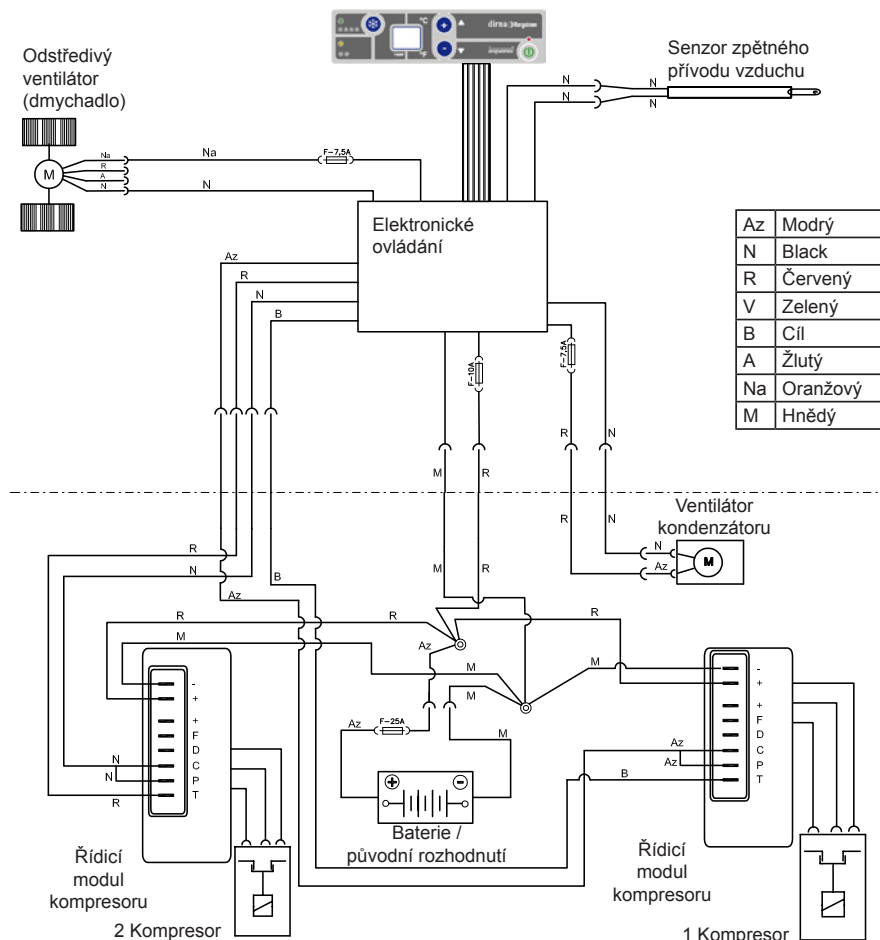 °C
°F
dirna Bergstrom
Odstředivý
ventilátor
(dmychadlo)
Senzor zpětného
přívodu vzduchu
N
N
N
N
Na
R
A
N
M
Na
F-7,5A
N
Elektronické
ovládání
Az
R
N
B
F-10A
F-7,5A
Az Modrý
N Black
R Červený
V Zelený
B Cíl
A Žlutý
Na Oranžový
M Hnědý
R
N
M
R
Ventilátor
kondenzátoru
R
N
N
Az
M
R
N
M
R
B
Az
R
R
R
M
Az
M
M
M
-
+
+
F
D
C
P
T
N
N
R
Az
F-25A
M
+
-
Baterie /
původní rozhodnutí
Az
Az
B
-
+
+
F
D
C
P
T
Řídicí
modul
kompresoru
2 Kompresor
Řídicí
modul
kompresoru
1 Kompresor